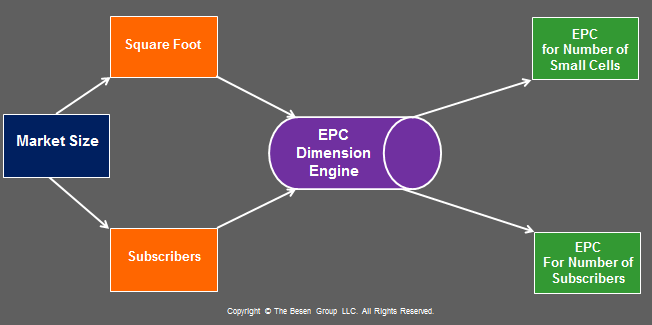 Square Foot
Market Size
Subscribers
EPC
Dimension
Engine
EPC
for Number of
Small Cells
EPC
For Number of
Subscribers
Copyright © The Besen Group LLC. All Rights Reserved.